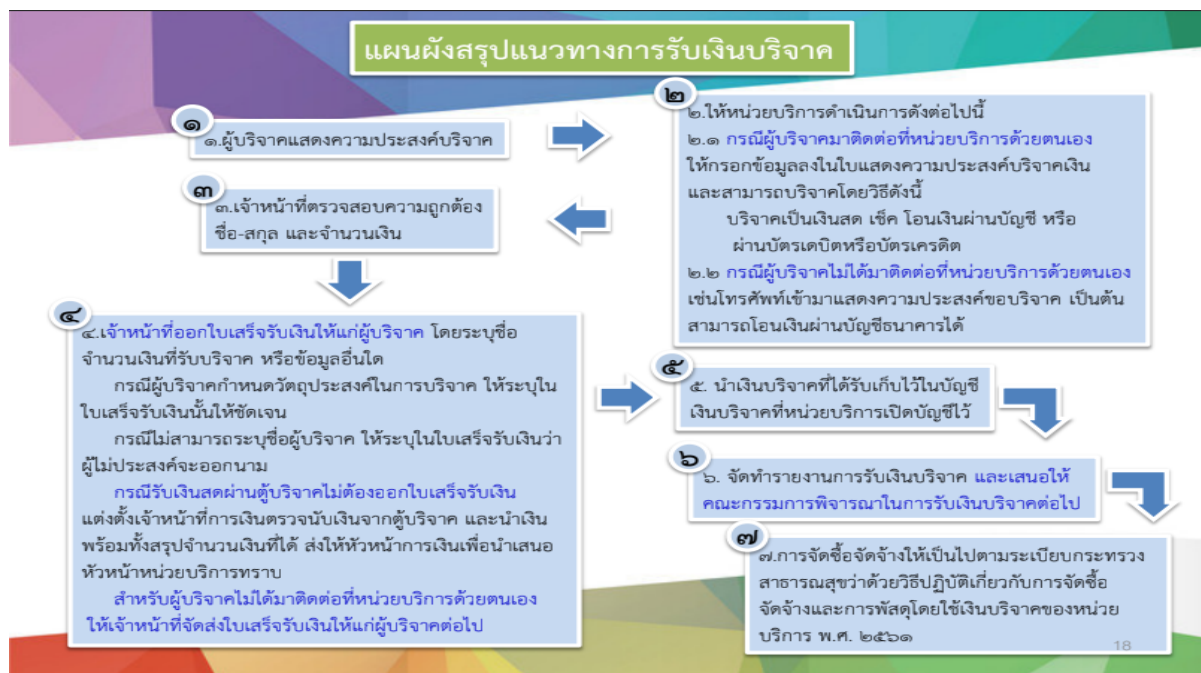 แผนผังสรุปแนวทางการรับเงินบริจาค
๑
๑.ผู้บริจาคแสดงความประสงค์บริจาค
๒
๒.ให้หน่วยบริการดำเนินการดังต่อไปนี้
๒.๑ กรณีผู้บริจาคมาติดต่อที่หน่วยบริการด้วยตนเอง
ให้กรอกข้อมูลลงในใบแสดงความประสงค์บริจาคเงิน
และสามารถบริจาคโดยวิธีดังนี้
บริจาคเป็นเงินสด เช็ค โอนเงินผ่านบัญชี หรือ
ผ่านบัตรเดบิตหรือบัตรเครดิต
๒.๒ กรณีผู้บริจาคไม่ได้มาติดต่อที่หน่วยบริการด้วยตนเอง
เช่นโทรศัพท์เข้ามาแสดงความประสงค์ขอบริจาค เป็นต้น
สามารถโอนเงินผ่านบัญชีธนาคารได้
๓
๓.เจ้าหน้าที่ตรวจสอบความถูกต้อง
ชื่อ-สกุล และจำนวนเงิน
๔
๔.เจ้าหน้าที่ออกใบเสร็จรับเงินให้แก่ผู้บริจาค โดยระบุชื่อ
จำนวนเงินที่รับบริจาค หรือข้อมูลอื่นใด
กรณีผู้บริจาคกำหนดวัตถุประสงค์ในการบริจาค ให้ระบุใน
ใบเสร็จรับเงินนั้นให้ชัดเจน
กรณีไม่สามารถระบุชื่อผู้บริจาค ให้ระบุในใบเสร็จรับเงินว่า
ผู้ไม่ประสงค์จะออกนาม
กรณีรับเงินสดผ่านตู้บริจาคไม่ต้องออกใบเสร็จรับเงิน
แต่งตั้งเจ้าหน้าที่การเงินตรวจนับเงินจากตู้บริจาค และนำเงิน
พร้อมทั้งสรุปจำนวนเงินที่ได้ ส่งให้หัวหน้าการเงินเพื่อนำเสนอ
หัวหน้าหน่วยบริการทราบ
สำหรับผู้บริจาคไม่ได้มาติดต่อที่หน่วยบริการด้วยตนเอง
ให้เจ้าหน้าที่จัดส่งใบเสร็จรับเงินให้แก่ผู้บริจาคต่อไป
๕
๕. นำเงินบริจาคที่ได้รับเก็บไว้ในบัญชี
เงินบริจาคที่หน่วยบริการเปิดบัญชีไว้
๖
๖. จัดทำรายงานการรับเงินบริจาค และเสนอให้
คณะกรรมการพิจารณาในการรับเงินบริจาคต่อไป
๗
๗.การจัดซื้อจัดจ้างให้เป็นไปตามระเบียบกระทรวง
สาธารณสุขว่าด้วยวิธีปฏิบัติเกี่ยวกับการจัดซื้อ
จัดจ้างและการพัสดุโดยใช้เงินบริจาคของหน่วย
บริการ พ.ศ. ๒๕๖๑
18